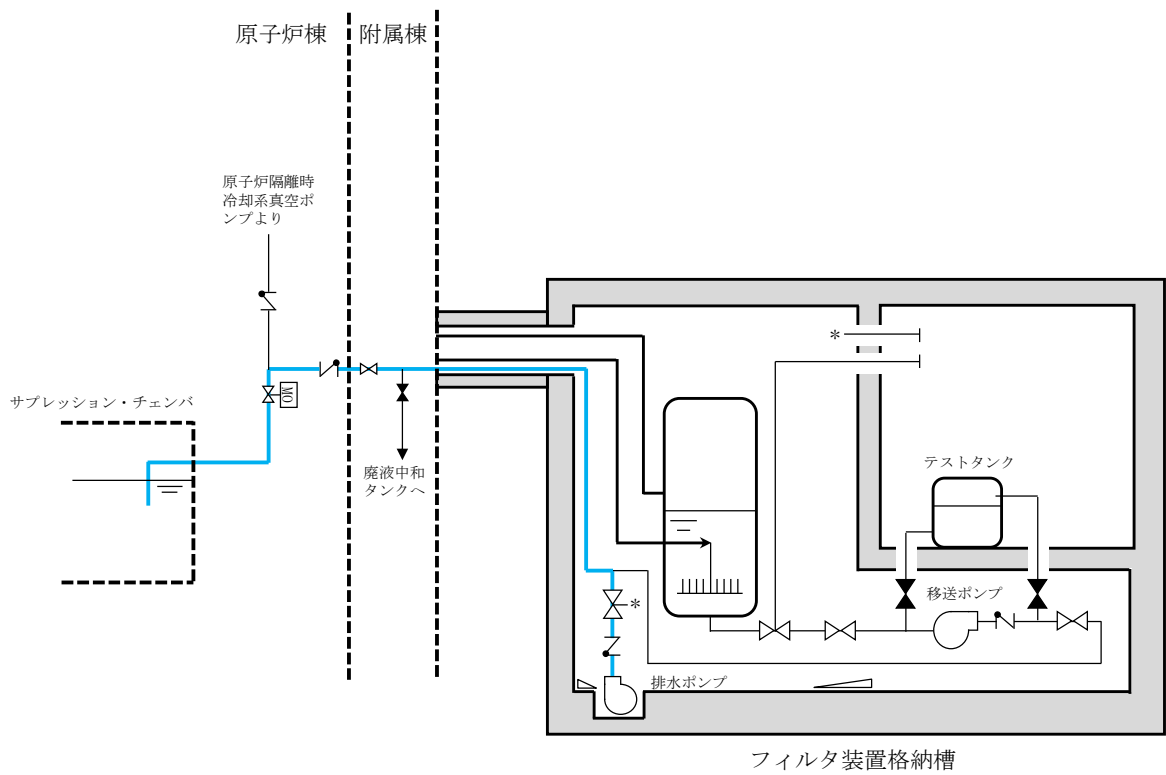 原子炉棟
附属棟
原子炉隔離時
冷却系真空ポ
ンプより
*
MO
サプレッション・チェンバ
廃液中和
タンクへ
テストタンク
移送ポンプ
*
排水ポンプ
フィルタ装置格納槽